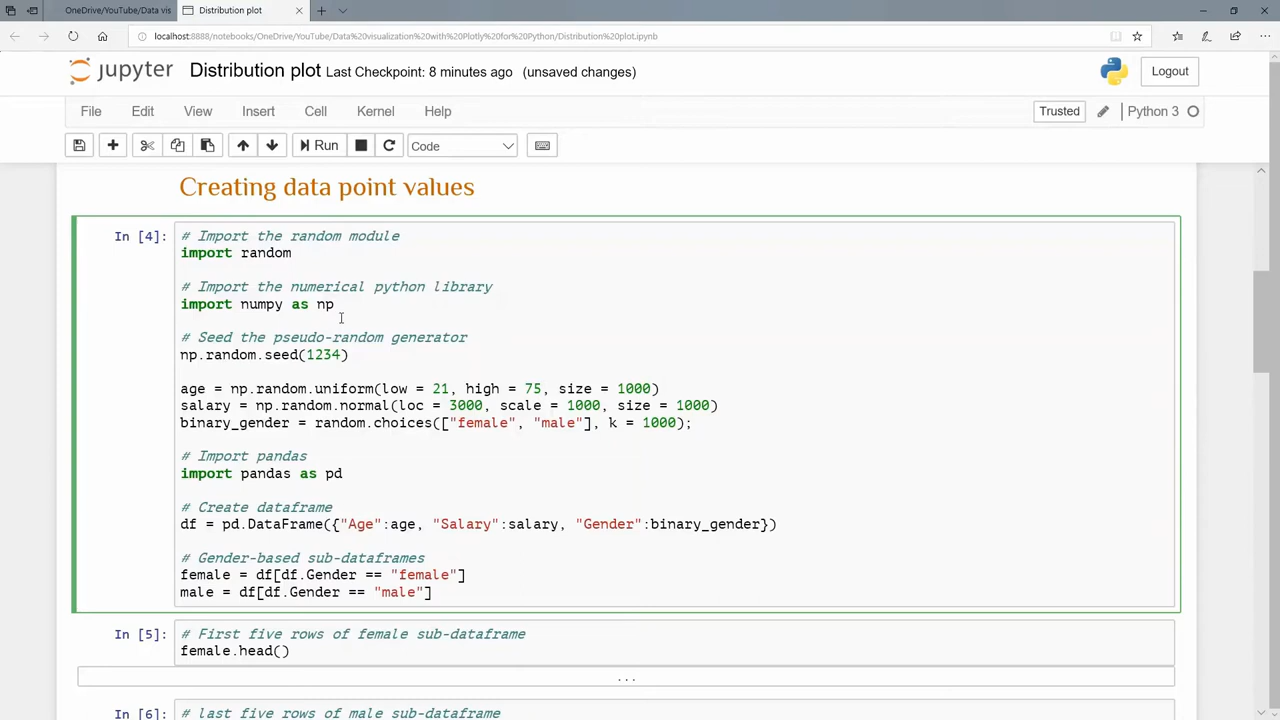 OneDrive/YouTube/Data vis
Distribution plot
localhost:8888/notebooks/OneDrive/YouTube/Data%20visualization%20with%20Plotly%20for%20Python/Distribution%20plot.ipynb
jupyter Distribution plot Last Checkpoint: 8 minutes ago (unsaved changes)
Logout
File Edit View Insert Cell Kernel Help
Trusted
Python 3
Run
Code
Creating data point values
In [4]:
# Import the random module
import random
# Import the numerical python library
import numpy as np
# Seed the pseudo-random generator
np.random.seed(1234)
age = np.random.uniform(low = 21, high = 75, size = 1000)
salary = np.random.normal(loc = 3000, scale = 1000, size = 1000)
binary_gender = random.choices(["female", "male"], k = 1000);
# Import pandas
import pandas as pd
# Create dataframe
df = pd.DataFrame({"Age":age, "Salary":salary, "Gender":binary_gender})
# Gender-based sub-dataframes
female = df[df.Gender == "female"]
male = df[df.Gender == "male"]
In [5]:
# First five rows of female sub-dataframe
female.head()
...
In [6]:
# last five rows of male sub-dataframe